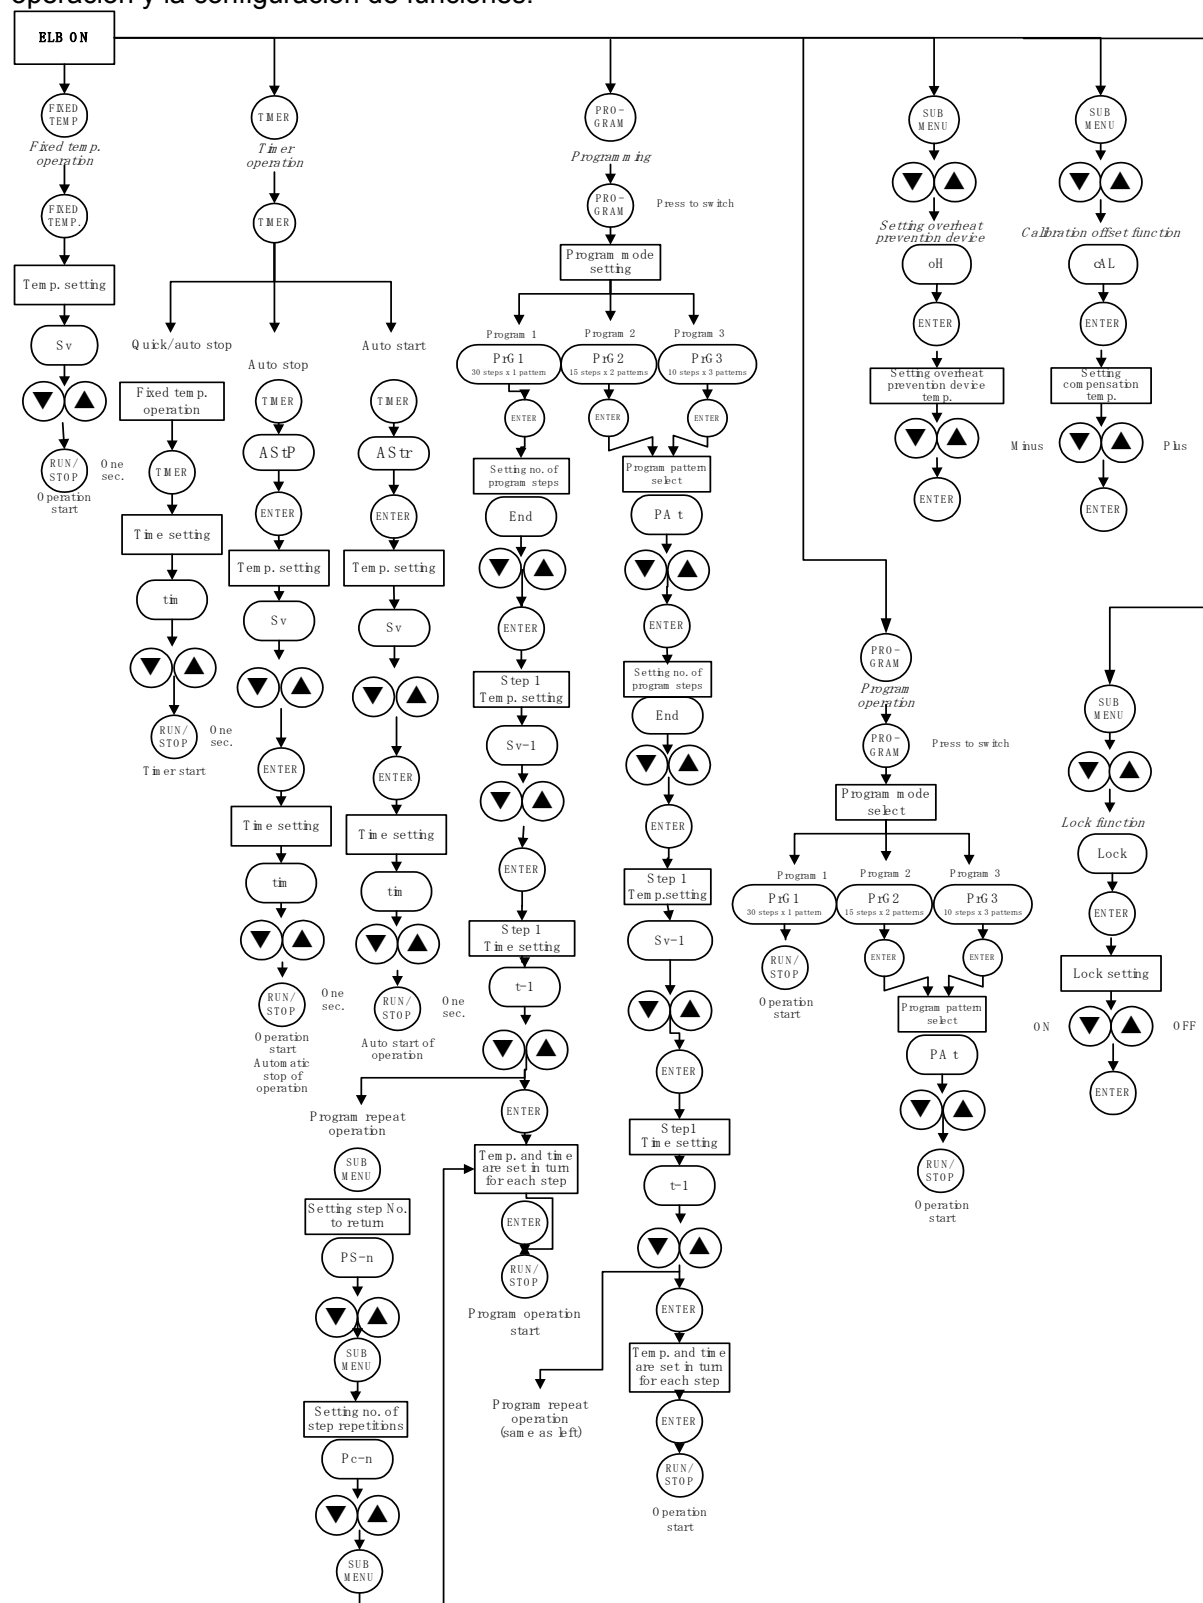 operación y la configuración de funciones.
ELB ON
FIXED
TEMP
Fixed temp.
operation
FIXED
TEMP.
Temp. setting
Sv
RUN/
STOP
One
sec.
Operation
start
TIMER
Timer
operation
TIMER
Quick/auto stop
Fixed temp.
operation
TIMER
Time setting
tim
RUN/
STOP
One
sec.
Timer start
Auto stop
TIMER
AStP
ENTER
Temp. setting
Sv
ENTER
Time setting
tim
RUN/
STOP
One
sec.
Operation
start
Automatic
stop of
operation
Auto start
TIMER
AStr
ENTER
Temp. setting
Sv
ENTER
Time setting
tim
RUN/
STOP
One
sec.
Auto start of
operation
PRO-
GRAM
Programming
PRO-
GRAM
Press to switch
Program mode
setting
Program 1
PrG1
30 steps x 1 pattern
ENTER
Setting no. of
program steps
End
ENTER
Step 1
Temp. setting
Sv-1
ENTER
Step 1
Time setting
t-1
ENTER
Temp. and time
are set in turn
for each step
ENTER
RUN/
STOP
Program operation
start
Program repeat
operation
SUB
MENU
Setting step No.
to return
PS-n
SUB
MENU
Setting no. of
step repetitions
Pc-n
SUB
MENU
Program 2
PrG2
15 steps x 2 patterns
ENTER
Program 3
PrG3
10 steps x 3 patterns
ENTER
Program pattern
select
PAt
ENTER
Setting no. of
program steps
End
ENTER
Step 1
Temp.setting
Sv-1
ENTER
Step1
Time setting
t-1
ENTER
Temp. and time
are set in turn
for each step
ENTER
RUN/
STOP
Operation
start
Program repeat
operation
(same as left)
PRO-
GRAM
Program
operation
PRO-
GRAM
Press to switch
Program mode
select
Program 1
PrG1
30 steps x 1 pattern
RUN/
STOP
Operation
start
Program 2
PrG2
15 steps x 2 patterns
ENTER
Program 3
PrG3
10 steps x 3 patterns
ENTER
Program pattern
select
PAt
RUN/
STOP
Operation
start
SUB
MENU
Setting overheat
prevention device
oH
ENTER
Setting overheat
prevention device
temp.
ENTER
SUB
MENU
Calibration offset function
cAL
ENTER
Setting
compensation
temp.
Minus
Plus
ENTER
SUB
MENU
Lock function
Lock
ENTER
Lock setting
ON
OFF
ENTER